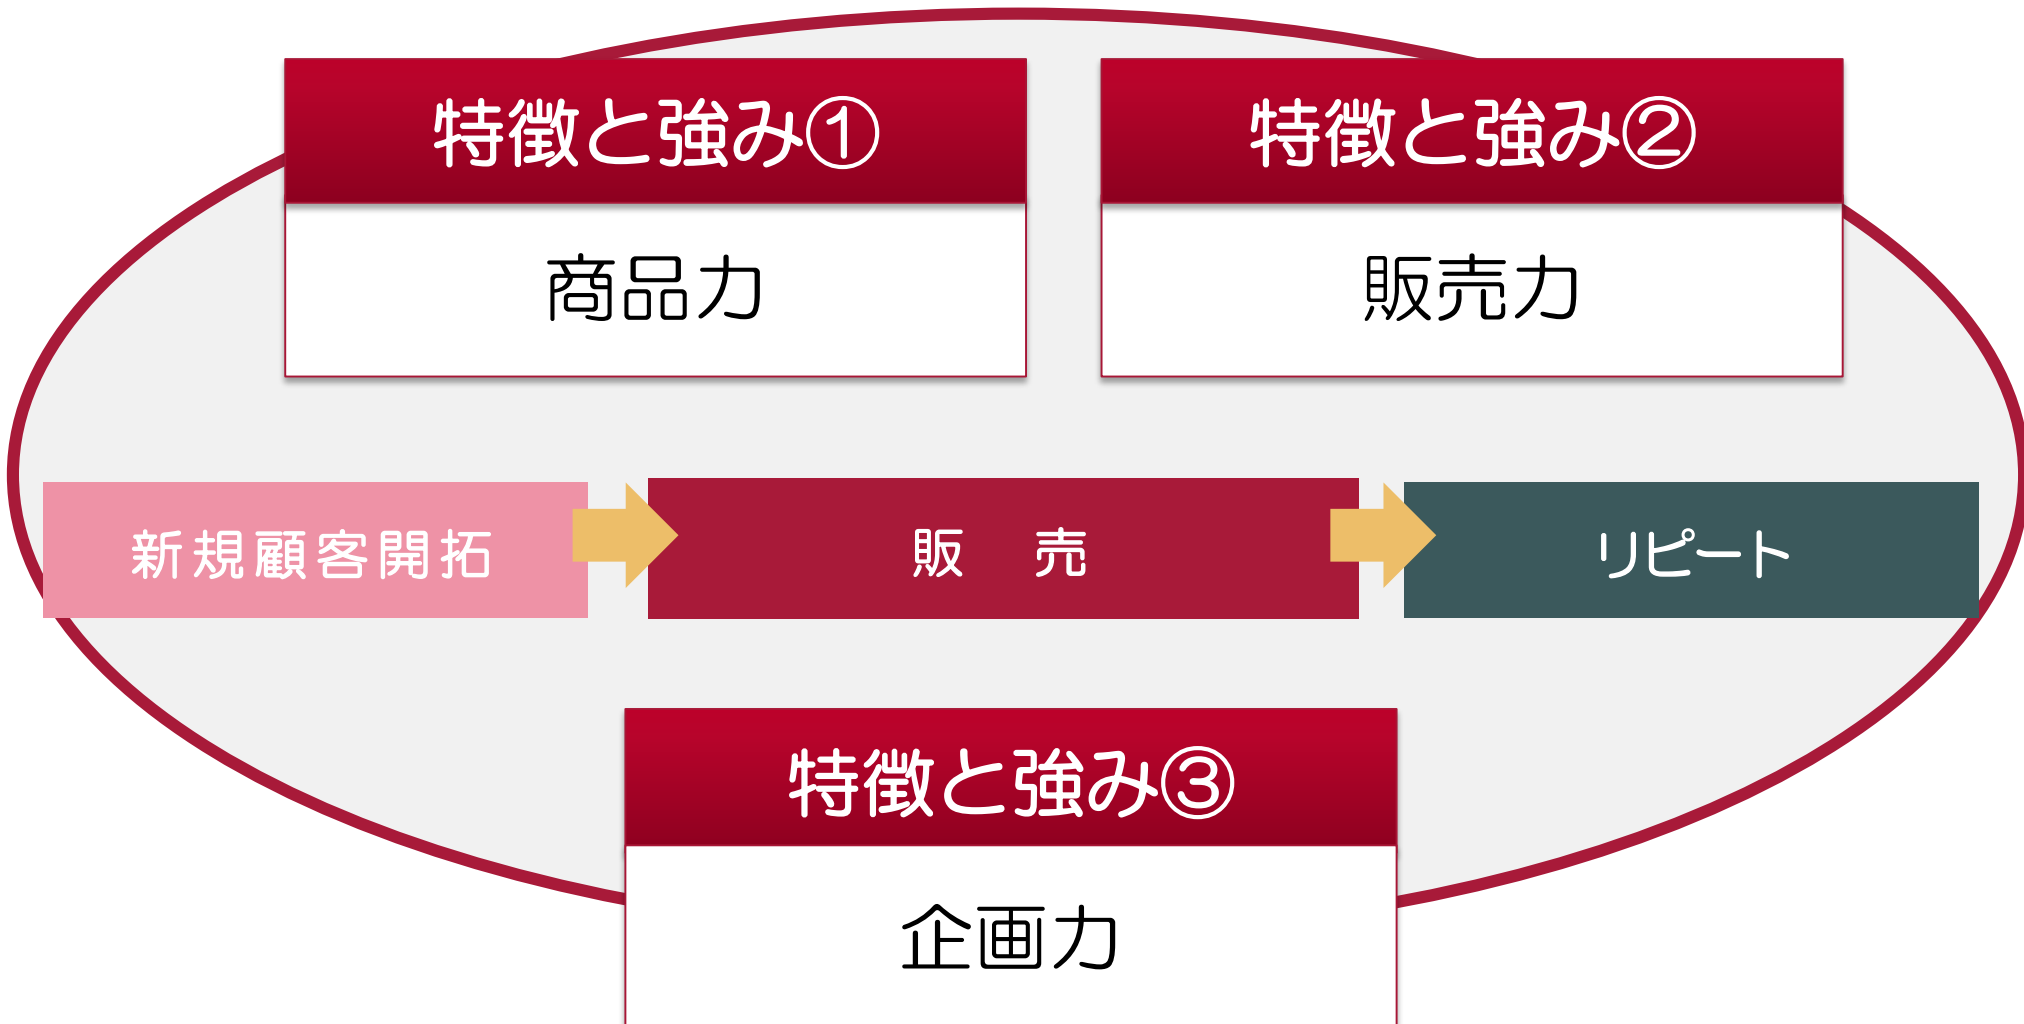 特徴と強み①
商品力
特徴と強み②
販売力
新規顧客開拓
販　売
リピート
特徴と強み③
企画力